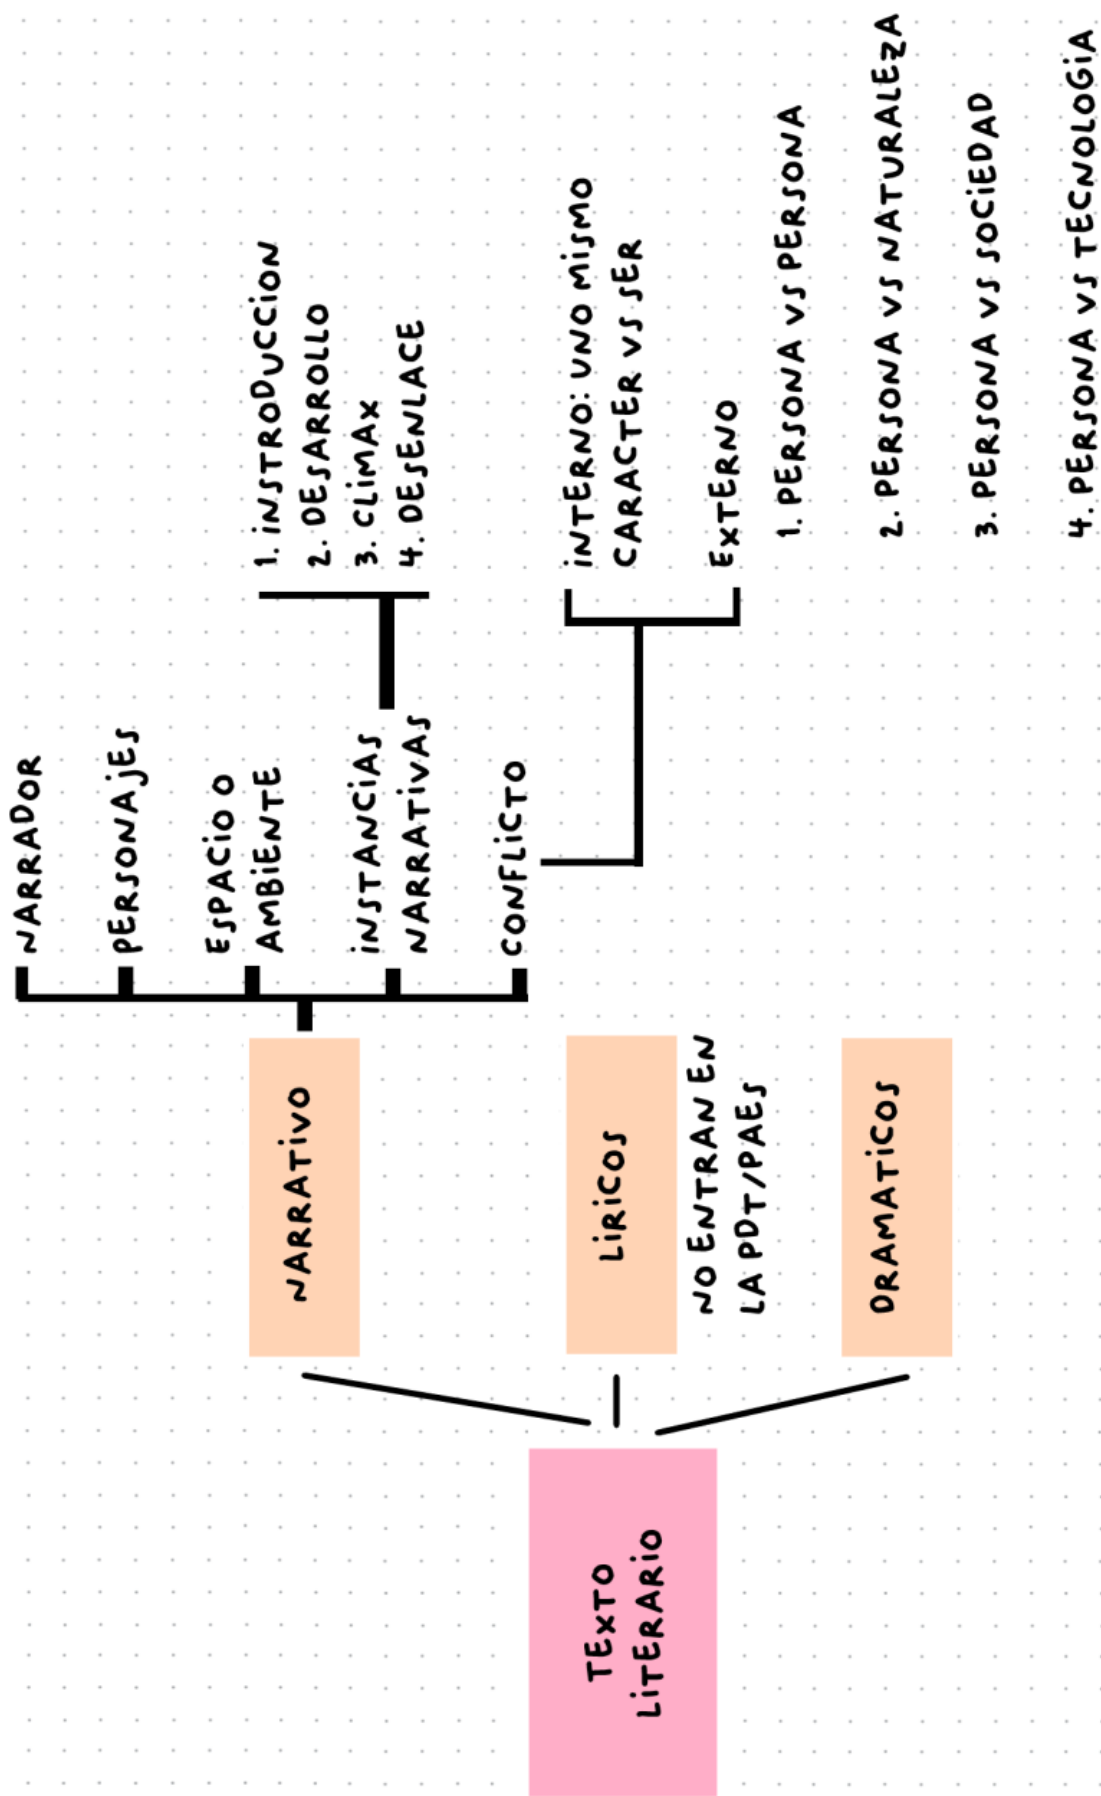 TEXTO
LITERARIO
NARRATIVO
NARRADOR
PERSONAJES
ESPACIO O
AMBIENTE
INSTANCIAS
NARRATIVAS
1. INSTRODUCCION
2. DESARROLLO
3. CLIMAX
4. DESENLACE
CONFLICTO
INTERNO: UNO MISMO
CARACTER VS SER
EXTERNO
1. PERSONA VS PERSONA
2. PERSONA VS NATURALEZA
3. PERSONA VS SOCIEDAD
4. PERSONA VS TECNOLOGIA
LIRICOS
NO ENTRAN EN
LA PDT/PAES
DRAMATICOS